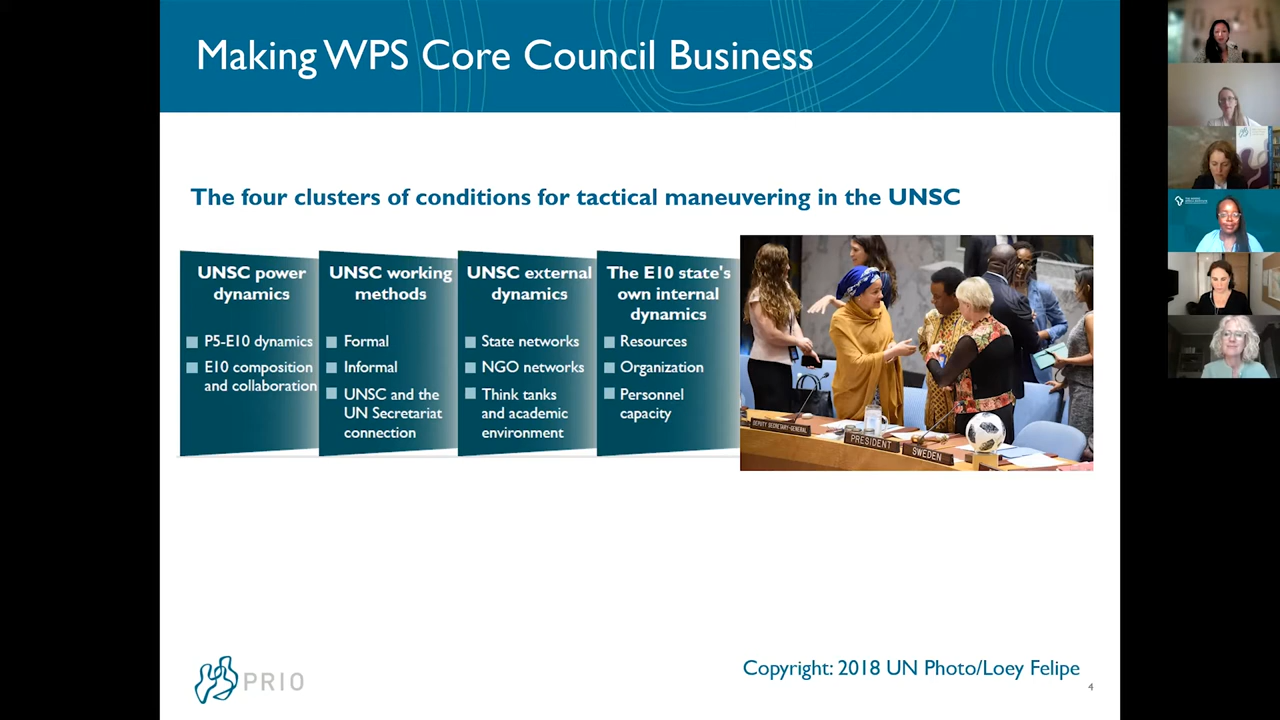 Making WPS Core Council Business
The four clusters of conditions for tactical maneuvering in the UNSC
UNSC power
dynamics
P5-E10 dynamics
E10 composition
and collaboration
UNSC working
methods
Formal
Informal
UNSC and the
UN Secretariat
connection
UNSC external
dynamics
State networks
NGO networks
Think tanks
and academic
environment
The E10 state's
own internal
dynamics
Resources
Organization
Personnel
capacity
DEPUTY SECRETARY-GENERAL
PRESIDENT
SWEDEN
PRIO
Copyright: 2018 UN Photo/Loey Felipe
4